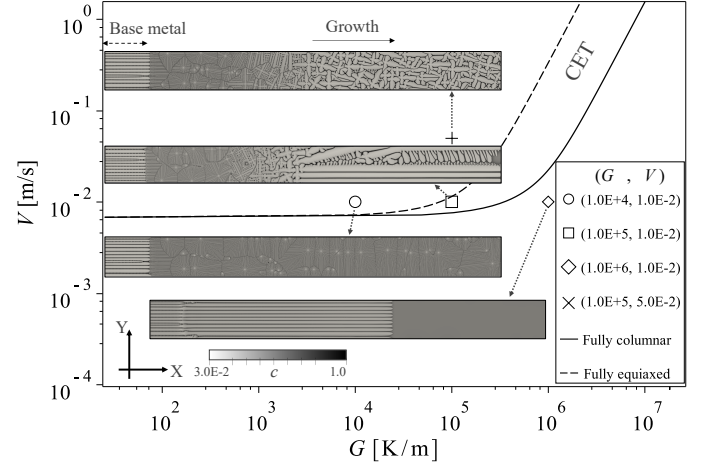 10^0
Base metal
Growth
CET
10^-1
V [m/s]
(G , V)
(1.0E+4, 1.0E-2)
10^-2
(1.0E+5, 1.0E-2)
(1.0E+6, 1.0E-2)
10^-3
(1.0E+5, 5.0E-2)
Y
X
Fully columnar
3.0E-2 c 1.0
Fully equiaxed
10^-4
10^2 10^3 10^4 10^5 10^6 10^7
G [K/m]